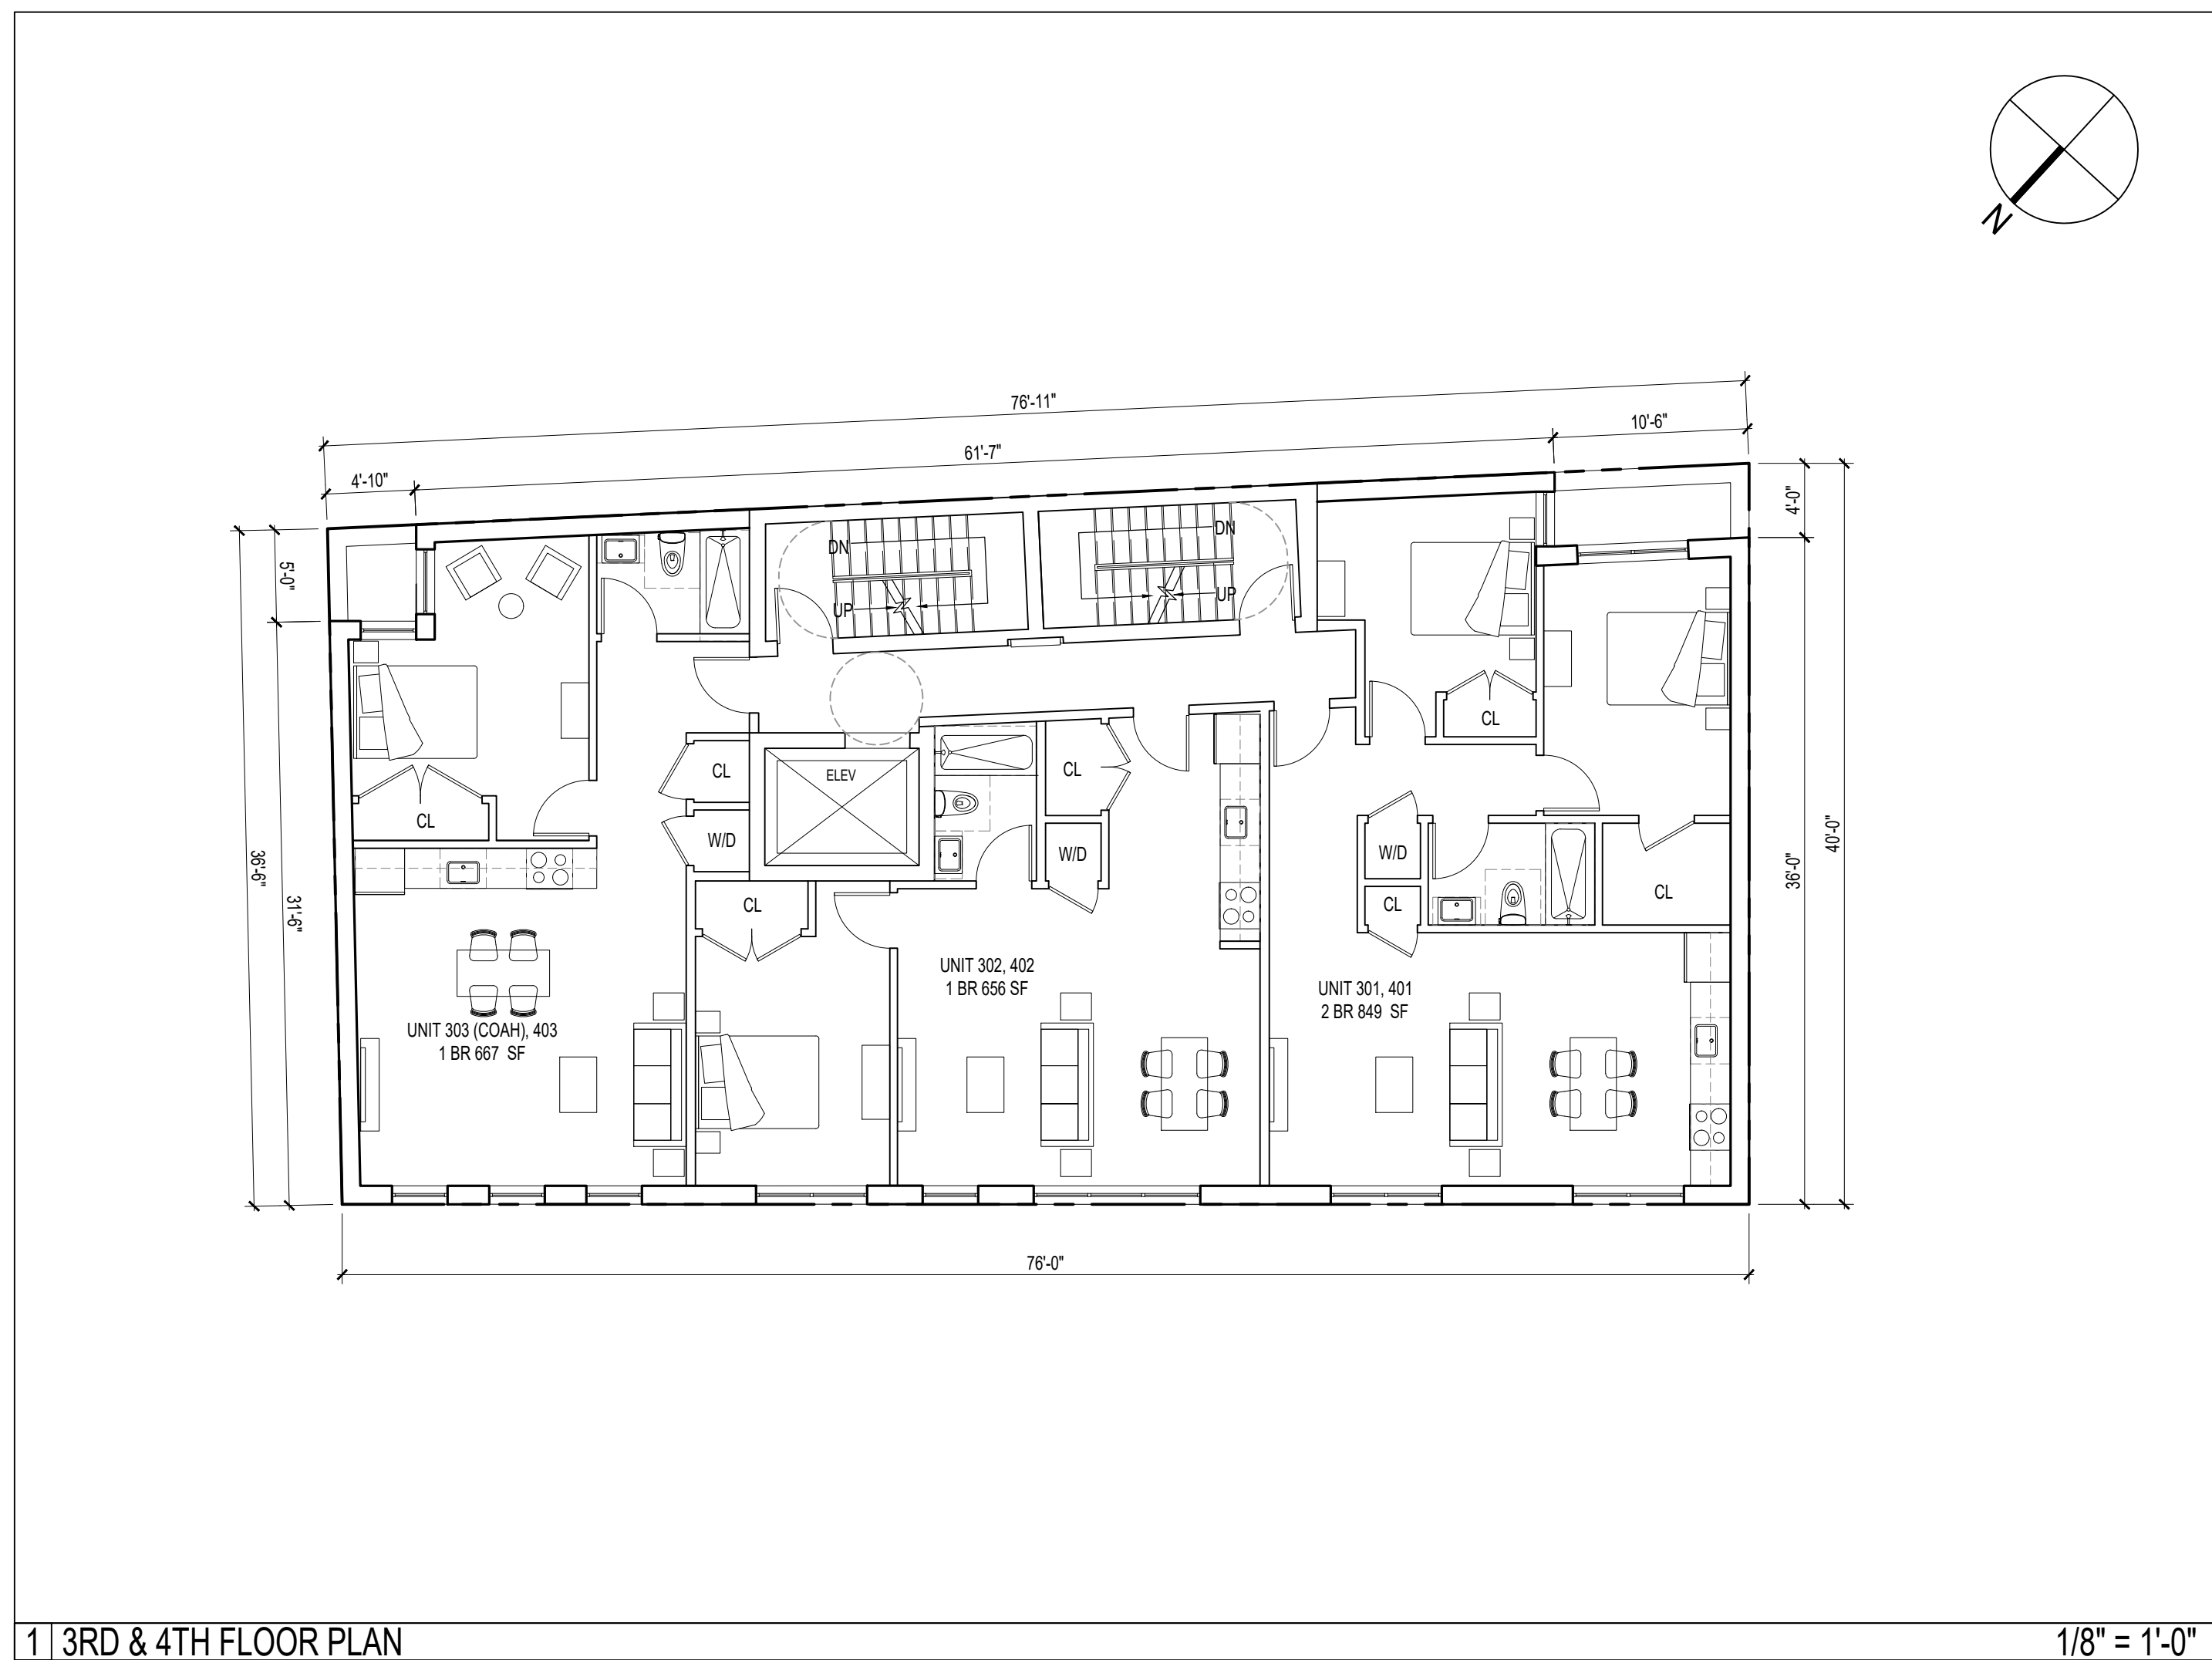 N
76'-11"
10'-6"
61'-7"
4'-10"
4'-0"
5'-0"
DN
DN
UP
UP
CL
CL
ELEV
CL
CL
W/D
W/D
W/D
36'-6"
40'-0"
36'-0"
31'-6"
CL
CL
CL
UNIT 302, 402
1 BR 656 SF
UNIT 301, 401
2 BR 849 SF
UNIT 303 (COAH), 403
1 BR 667 SF
76'-0"
1 3RD & 4TH FLOOR PLAN
1/8" = 1'-0"